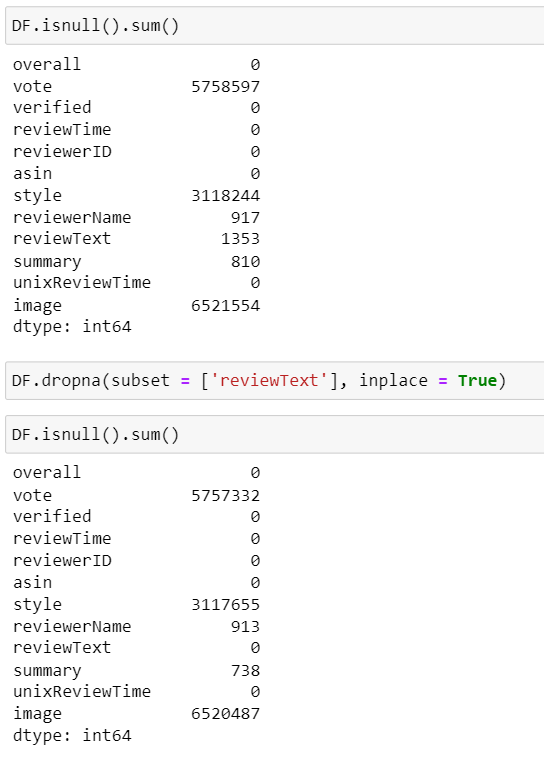 DF.isnull().sum()
overall 0
vote 5758597
verified 0
reviewTime 0
reviewerID 0
asin 0
style 3118244
reviewerName 917
reviewText 1353
summary 810
unixReviewTime 0
image 6521554
dtype: int64
DF.dropna(subset = ['reviewText'], inplace = True)
DF.isnull().sum()
overall 0
vote 5757332
verified 0
reviewTime 0
reviewerID 0
asin 0
style 3117655
reviewerName 913
reviewText 0
summary 738
unixReviewTime 0
image 6520487
dtype: int64